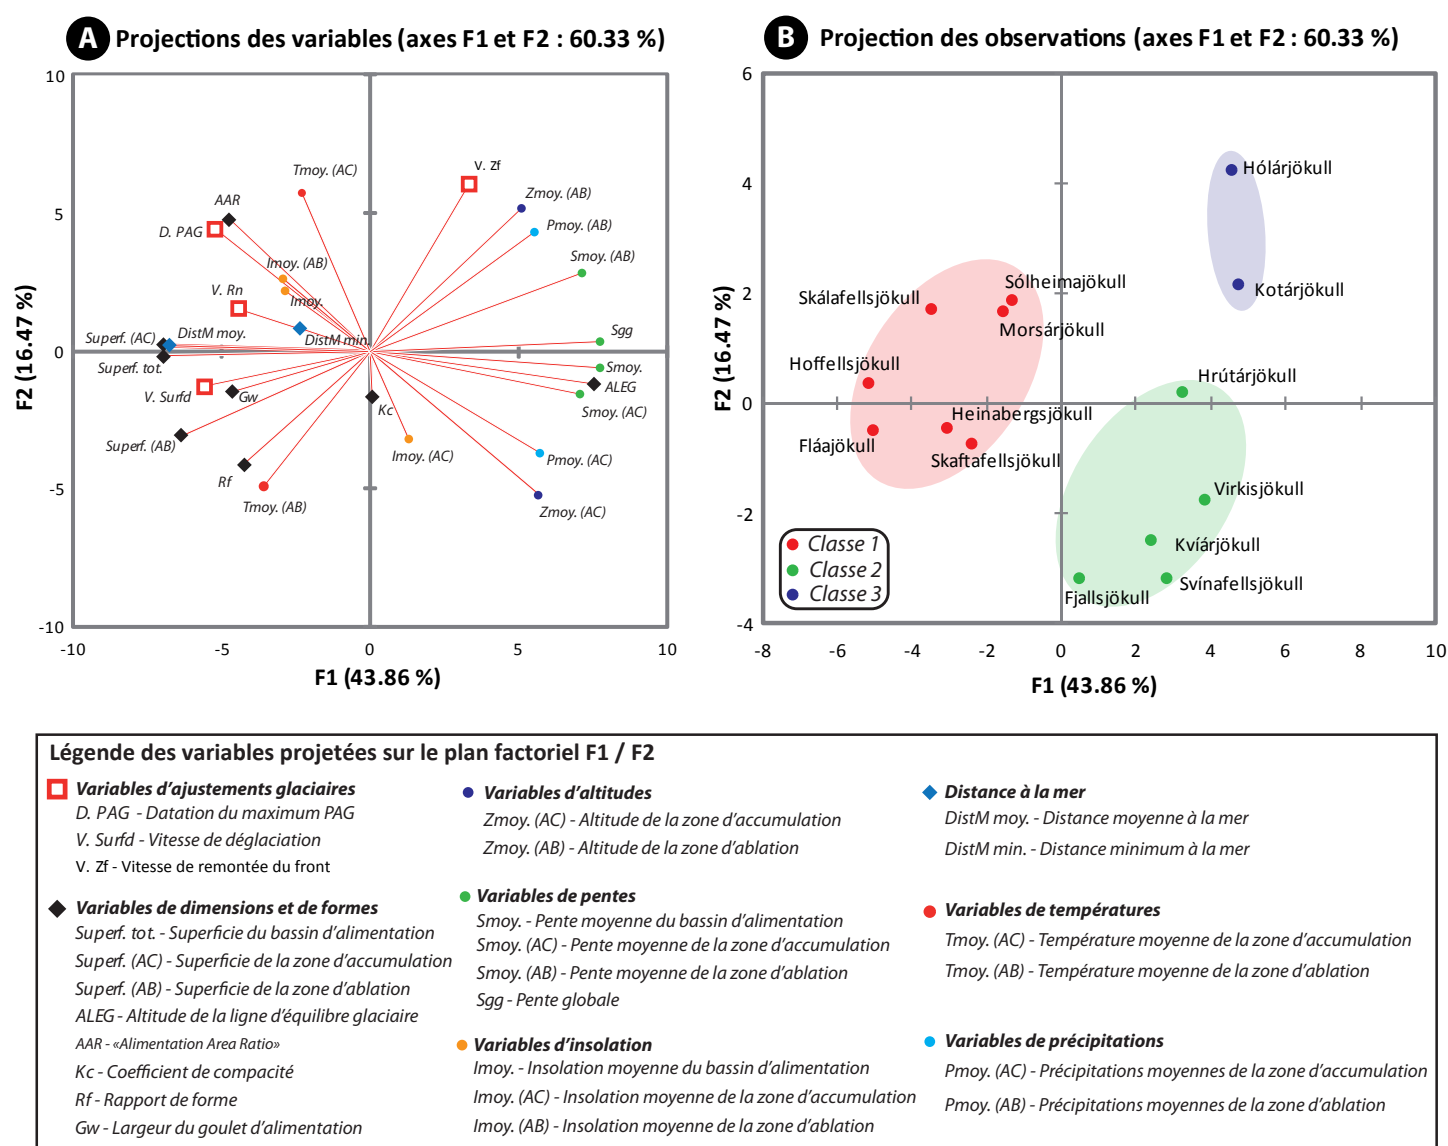 A Projections des variables (axes F1 et F2 : 60.33 %)
10
5
0
-5
-10
-10
-5
0
5
10
F2 (16.47 %)
F1 (43.86 %)
Tmoy. (AC)
V. Zf
AAR
Zmoy. (AB)
D. PAG
Pmoy. (AB)
Imoy. (AB)
Smoy. (AB)
V. Rn
Imoy.
Superf. (AC)
DistM moy.
DistM min.
Sgg
Superf. tot.
Smoy.
V. Surfd
Gw
ALEG
Kc
Smoy. (AC)
Superf. (AB)
Imoy. (AC)
Pmoy. (AC)
Rf
Tmoy. (AB)
Zmoy. (AC)
B Projection des observations (axes F1 et F2 : 60.33 %)
6
4
2
0
-2
-4
-8
-6
-4
-2
0
2
4
6
8
10
F2 (16.47 %)
F1 (43.86 %)
Hólárjökull
Kotárjökull
Sólheimajökull
Skálafellsjökull
Morsárjökull
Hoffellsjökull
Hrútárjökull
Heinabergsjökull
Fláajökull
Skaftafellsjökull
Virkisjökull
Kvíárjökull
Svínafellsjökull
Fjallsjökull
Classe 1
Classe 2
Classe 3
Légende des variables projetées sur le plan factoriel F1 / F2
Variables d’ajustements glaciaires
D. PAG - Datation du maximum PAG
V. Surfd - Vitesse de déglaciation
V. Zf - Vitesse de remontée du front
Variables de dimensions et de formes
Superf. tot. - Superficie du bassin d’alimentation
Superf. (AC) - Superficie de la zone d’accumulation
Superf. (AB) - Superficie de la zone d’ablation
ALEG - Altitude de la ligne d’équilibre glaciaire
AAR - «Alimentation Area Ratio»
Kc - Coefficient de compacité
Rf - Rapport de forme
Gw - Largeur du goulet d’alimentation
Variables d’altitudes
Zmoy. (AC) - Altitude de la zone d’accumulation
Zmoy. (AB) - Altitude de la zone d’ablation
Variables de pentes
Smoy. - Pente moyenne du bassin d’alimentation
Smoy. (AC) - Pente moyenne de la zone d’accumulation
Smoy. (AB) - Pente moyenne de la zone d’ablation
Sgg - Pente globale
Variables d’insolation
Imoy. - Insolation moyenne du bassin d’alimentation
Imoy. (AC) - Insolation moyenne de la zone d’accumulation
Imoy. (AB) - Insolation moyenne de la zone d’ablation
Distance à la mer
DistM moy. - Distance moyenne à la mer
DistM min. - Distance minimum à la mer
Variables de températures
Tmoy. (AC) - Température moyenne de la zone d’accumulation
Tmoy. (AB) - Température moyenne de la zone d’ablation
Variables de précipitations
Pmoy. (AC) - Précipitations moyennes de la zone d’accumulation
Pmoy. (AB) - Précipitations moyennes de la zone d’ablation